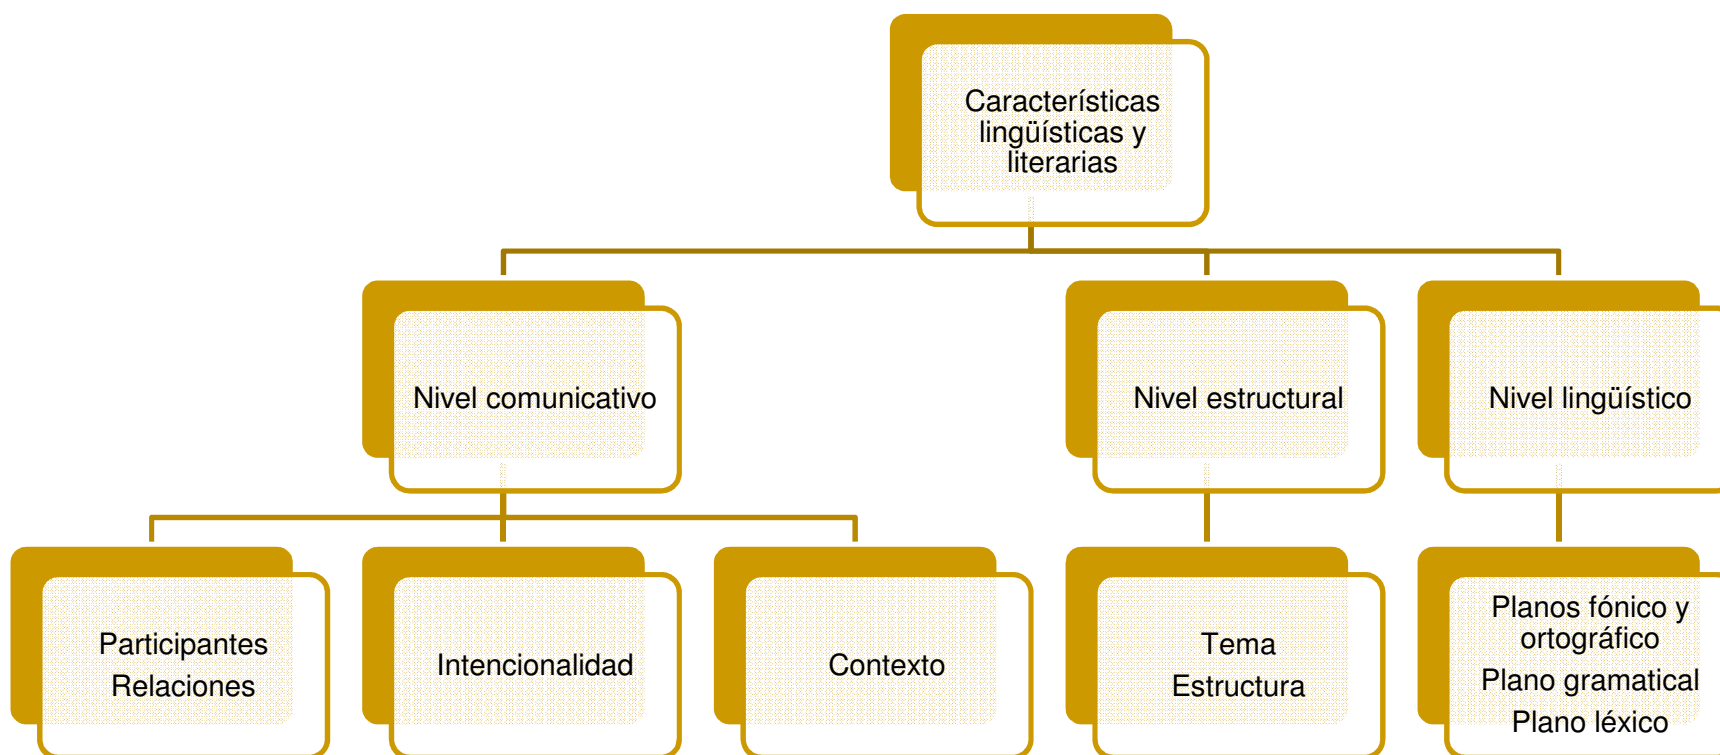 Característícas
lingüísticas y
literarias
Nivel comunicativo
Nivel estructural
Nivel lingüístico
Participantes
Relaciones
Intencionalidad
Contexto
Tema
Estructura
Planos fónico y
ortográfico
Plano gramatical
Plano léxico